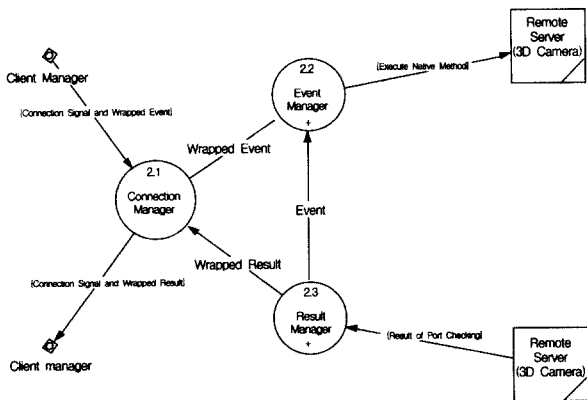 Remote
Server
(3D Camera)
Client Manager
[Execute Native Method]
2.2
Event
Manager
+
[Connection Signal and Wrapped Event]
Wrapped Event
2.1
Connection
Manager
Event
Wrapped Result
[Connection Signal and Wrapped Result]
2.3
Result
Manager
+
[Result of Port Checking]
Client manager
Remote
Server
(3D Camera)